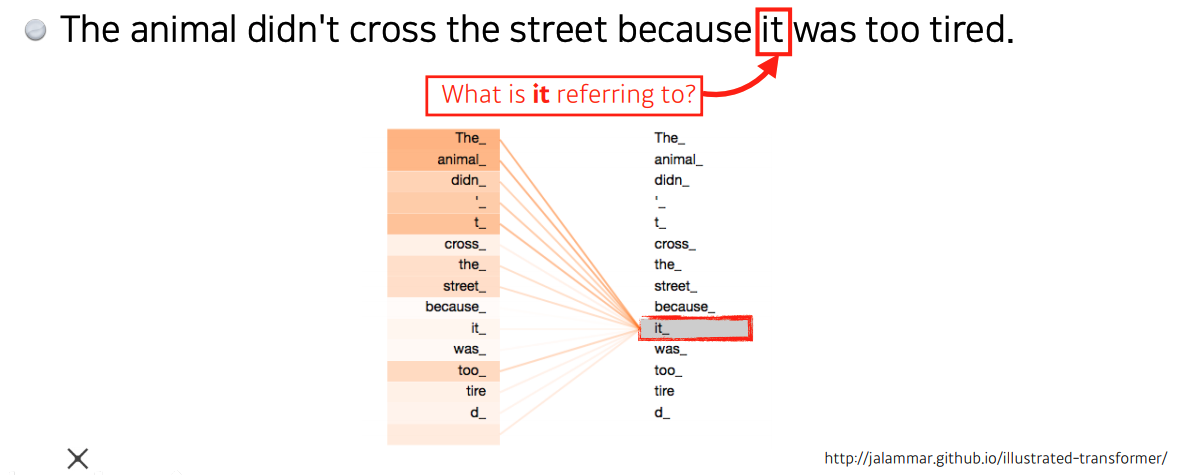 The animal didn't cross the street because it was too tired.
What is it referring to?
The_ The_
animal_ animal_
didn_ didn_
'_ '_
t_ t_
cross_ cross_
the_ the_
street_ street_
because_ because_
it_ it_
was_ was_
too_ too_
tire tire
d_ d_
http://jalammar.github.io/illustrated-transformer/